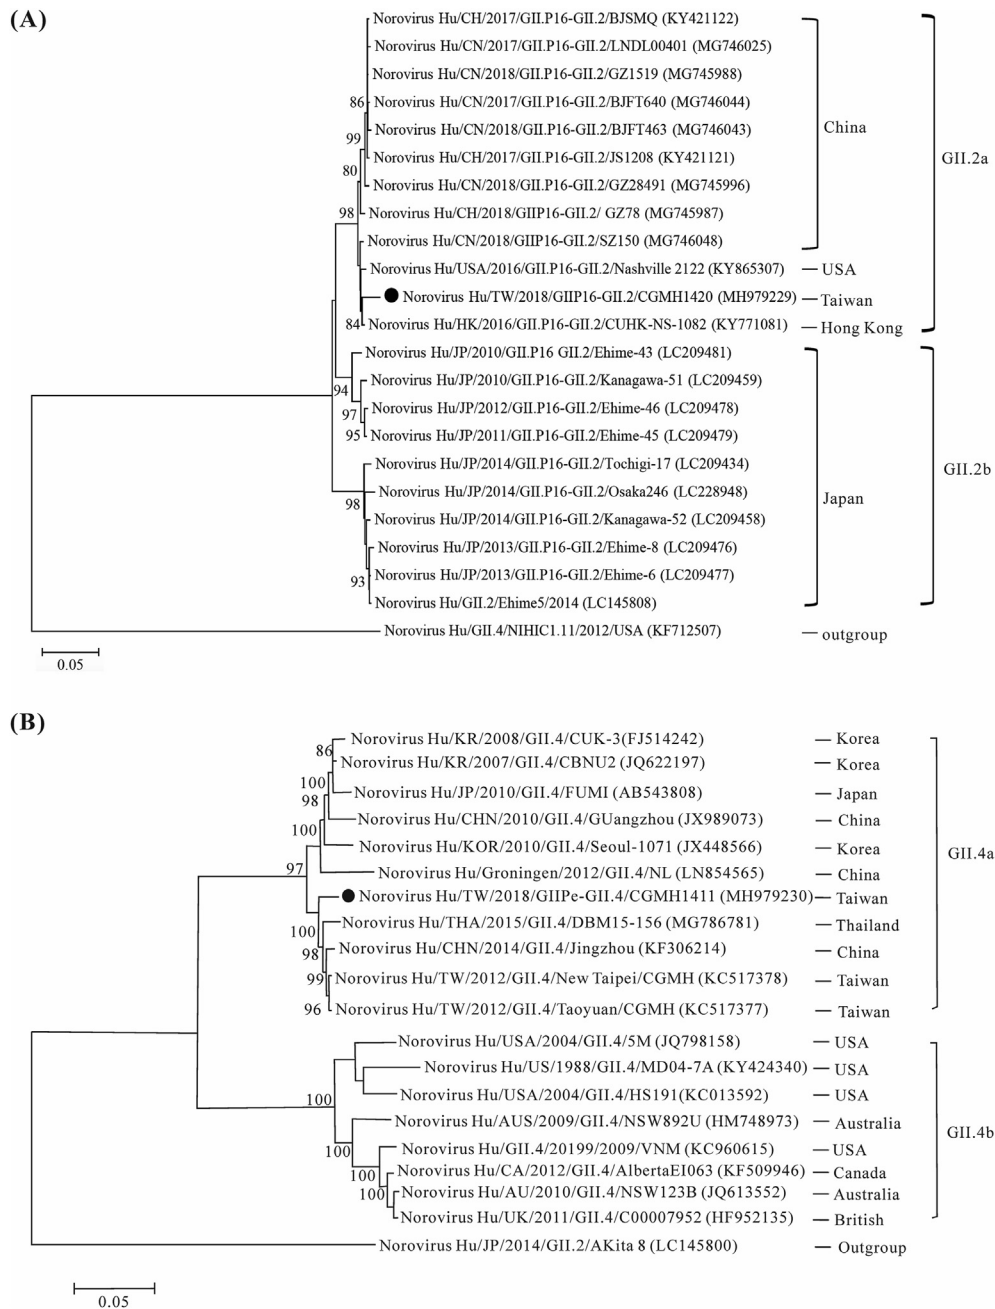 (A)
Norovirus Hu/CH/2017/GII.P16-GII.2/BJSMQ (KY421122)
Norovirus Hu/CN/2017/GII.P16-GII.2/LNDL00401 (MG746025)
Norovirus Hu/CN/2018/GII.P16-GII.2/GZ1519 (MG745988)
86 Norovirus Hu/CN/2017/GII.P16-GII.2/BJFT640 (MG746044)
Norovirus Hu/CN/2018/GII.P16-GII.2/BJFT463 (MG746043) China
99
Norovirus Hu/CH/2017/GII.P16-GII.2/JS1208 (KY421121) GII.2a
80
Norovirus Hu/CN/2018/GII.P16-GII.2/GZ28491 (MG745996)
98 Norovirus Hu/CH/2018/GIIP16-GII.2/ GZ78 (MG745987)
Norovirus Hu/CN/2018/GIIP16-GII.2/SZ150 (MG746048)
Norovirus Hu/USA/2016/GII.P16-GII.2/Nashville 2122 (KY865307) USA
Norovirus Hu/TW/2018/GIIP16-GII.2/CGMH1420 (MH979229) Taiwan
84 Norovirus Hu/HK/2016/GII.P16-GII.2/CUHK-NS-1082 (KY771081) Hong Kong
Norovirus Hu/JP/2010/GII.P16 GII.2/Ehime-43 (LC209481)
Norovirus Hu/JP/2010/GII.P16-GII.2/Kanagawa-51 (LC209459)
94
Norovirus Hu/JP/2012/GII.P16-GII.2/Ehime-46 (LC209478)
97
95 Norovirus Hu/JP/2011/GII.P16-GII.2/Ehime-45 (LC209479)
Norovirus Hu/JP/2014/GII.P16-GII.2/Tochigi-17 (LC209434) GII.2b
Norovirus Hu/JP/2014/GII.P16-GII.2/Osaka246 (LC228948) Japan
98
Norovirus Hu/JP/2014/GII.P16-GII.2/Kanagawa-52 (LC209458)
Norovirus Hu/JP/2013/GII.P16-GII.2/Ehime-8 (LC209476)
93 Norovirus Hu/JP/2013/GII.P16-GII.2/Ehime-6 (LC209477)
Norovirus Hu/GII.2/Ehime5/2014 (LC145808)
Norovirus Hu/GII.4/NIHIC1.11/2012/USA (KF712507) outgroup
0.05
(B)
Norovirus Hu/KR/2008/GII.4/CUK-3(FJ514242) Korea
86
Norovirus Hu/KR/2007/GII.4/CBNU2 (JQ622197) Korea
100
Norovirus Hu/JP/2010/GII.4/FUMI (AB543808) Japan
98
Norovirus Hu/CHN/2010/GII.4/GUangzhou (JX989073) China
100
Norovirus Hu/KOR/2010/GII.4/Seoul-1071 (JX448566) Korea
GII.4a
97 Norovirus Hu/Groningen/2012/GII.4/NL (LN854565) China
Norovirus Hu/TW/2018/GIIPe-GII.4/CGMH1411 (MH979230) Taiwan
Norovirus Hu/THA/2015/GII.4/DBM15-156 (MG786781) Thailand
100
Norovirus Hu/CHN/2014/GII.4/Jingzhou (KF306214) China
98
99 Norovirus Hu/TW/2012/GII.4/New Taipei/CGMH (KC517378) Taiwan
96 Norovirus Hu/TW/2012/GII.4/Taoyuan/CGMH (KC517377) Taiwan
Norovirus Hu/USA/2004/GII.4/5M (JQ798158) USA
Norovirus Hu/US/1988/GII.4/MD04-7A (KY424340) USA
100 Norovirus Hu/USA/2004/GII.4/HS191(KC013592) USA
Norovirus Hu/AUS/2009/GII.4/NSW892U (HM748973) Australia
GII.4b
100 Norovirus Hu/GII.4/20199/2009/VNM (KC960615) USA
100 Norovirus Hu/CA/2012/GII.4/AlbertaEI063 (KF509946) Canada
100 Norovirus Hu/AU/2010/GII.4/NSW123B (JQ613552) Australia
Norovirus Hu/UK/2011/GII.4/C00007952 (HF952135) British
Norovirus Hu/JP/2014/GII.2/AKita 8 (LC145800) Outgroup
0.05